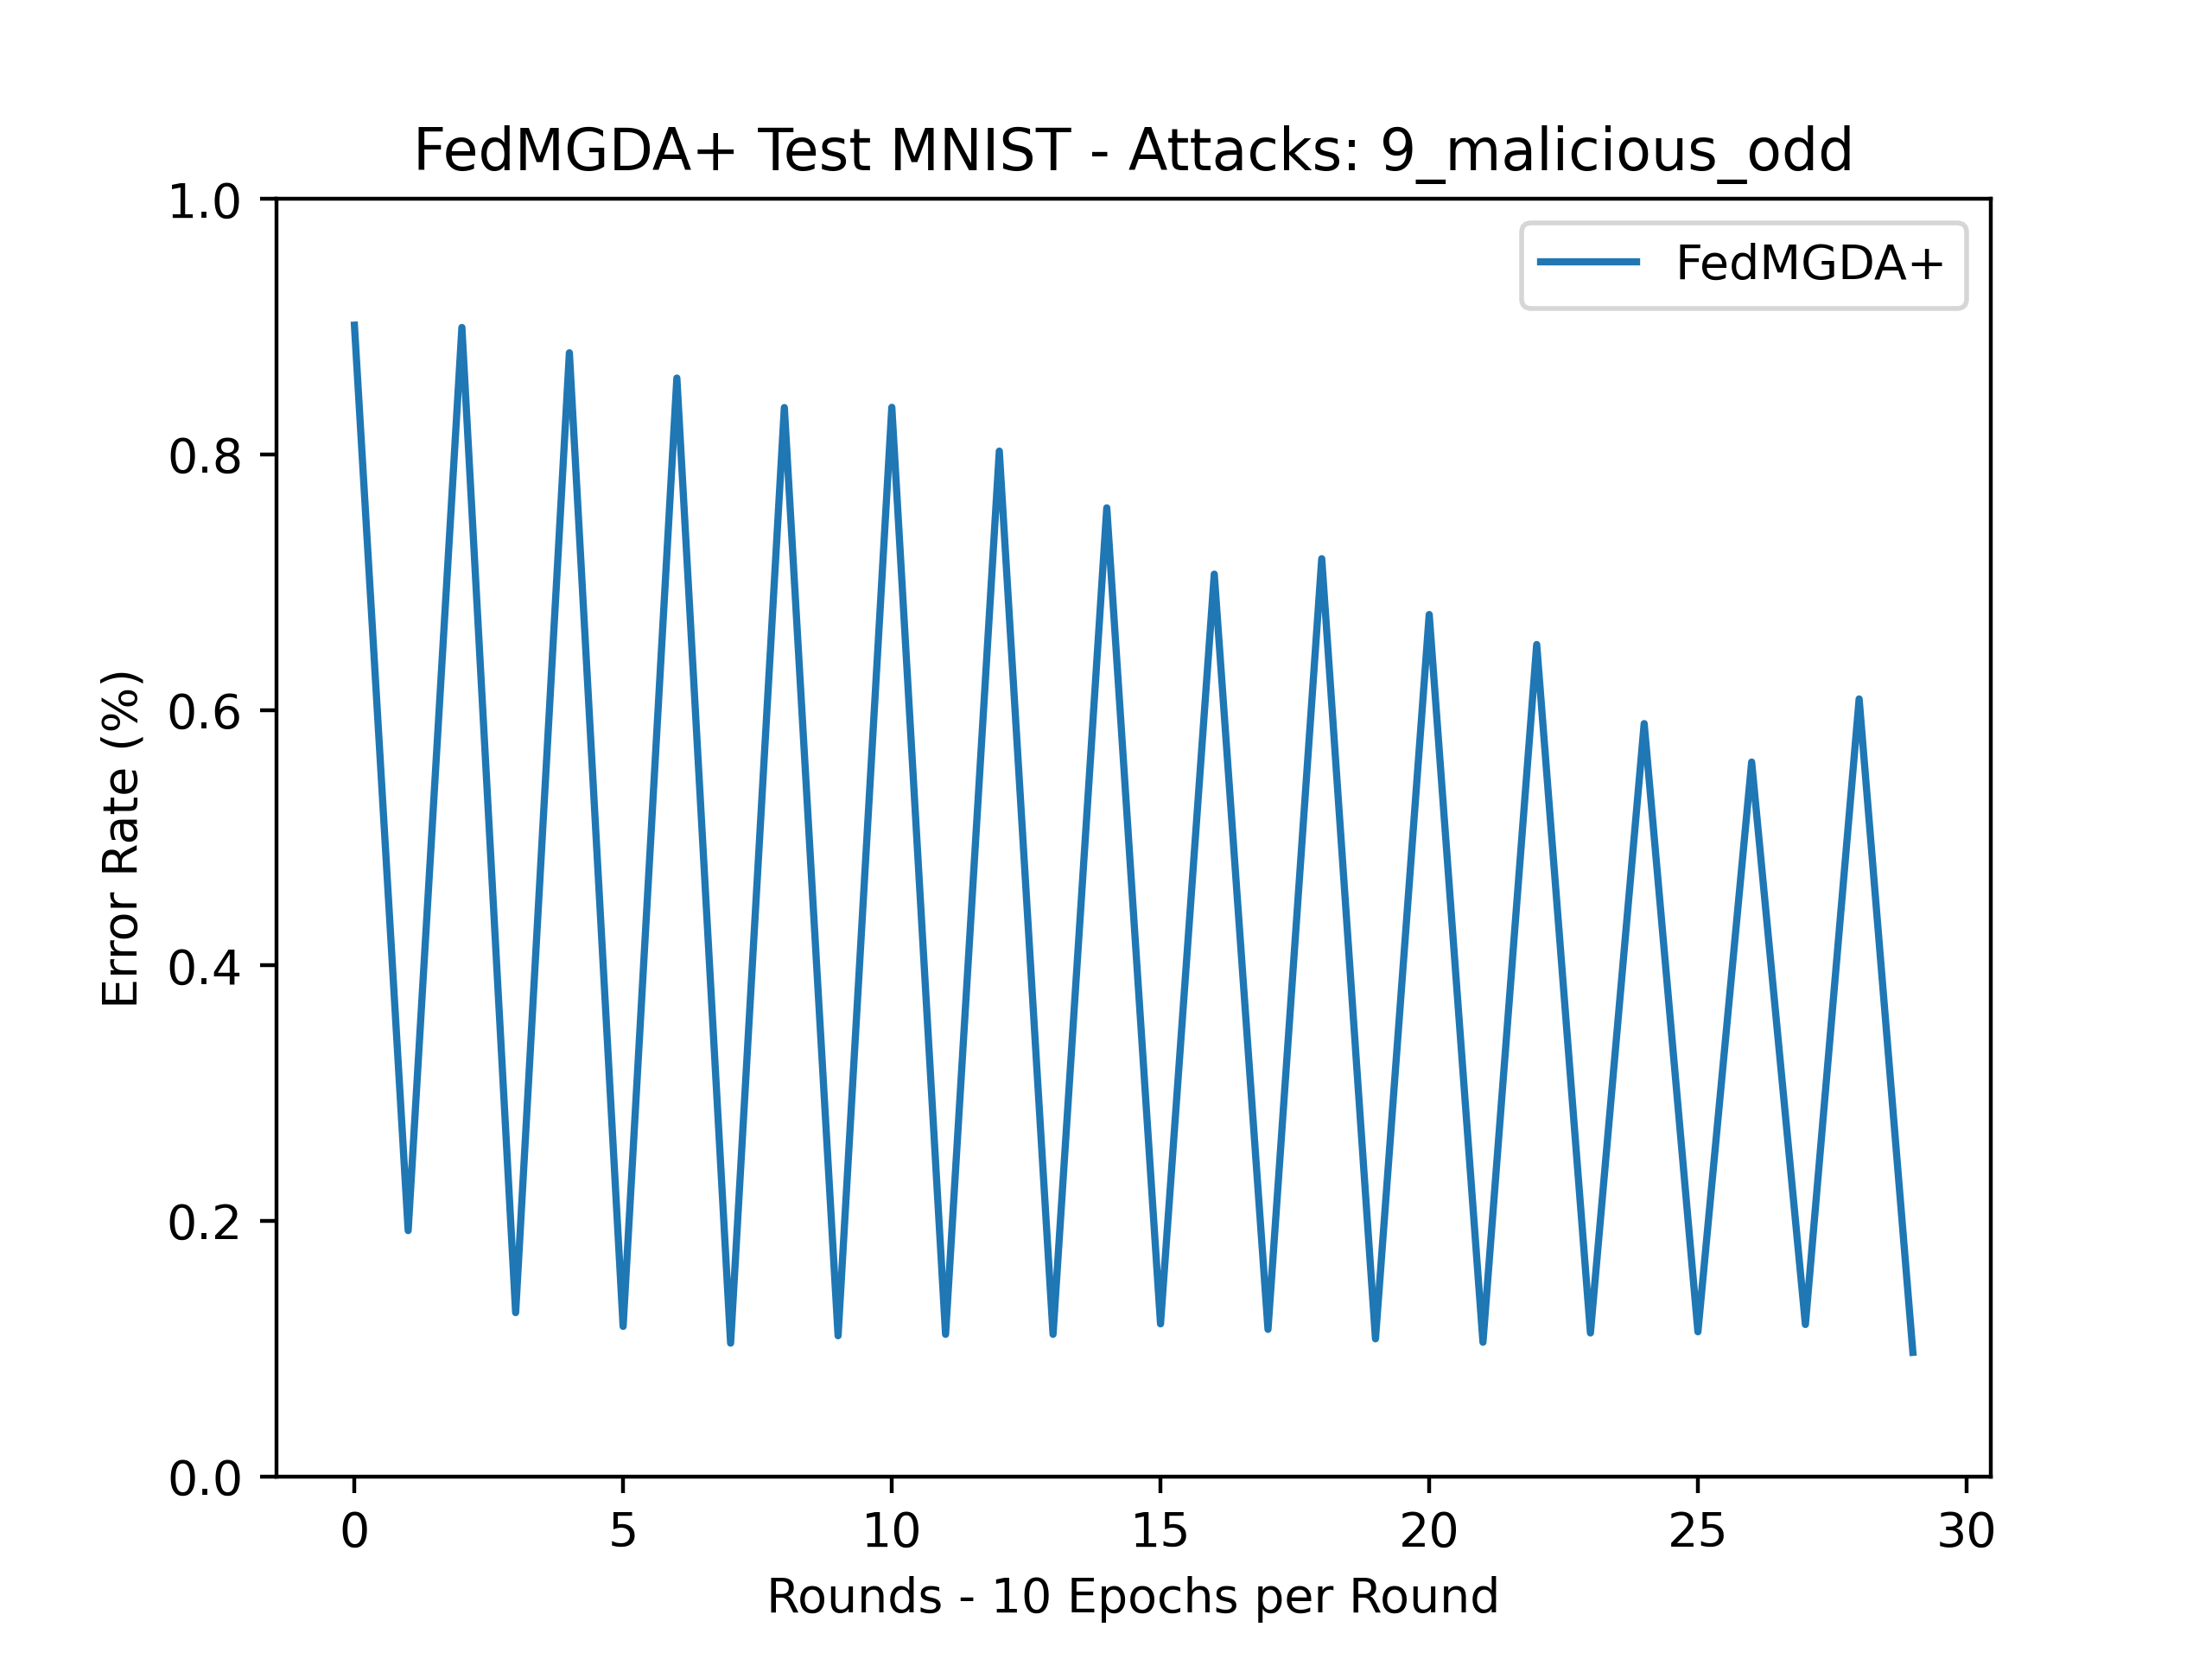 FedMGDA+ Test MNIST - Attacks: 9_malicious_odd
FedMGDA+
Error Rate (%)
1.0
0.8
0.6
0.4
0.2
0.0
0 5 10 15 20 25 30
Rounds - 10 Epochs per Round